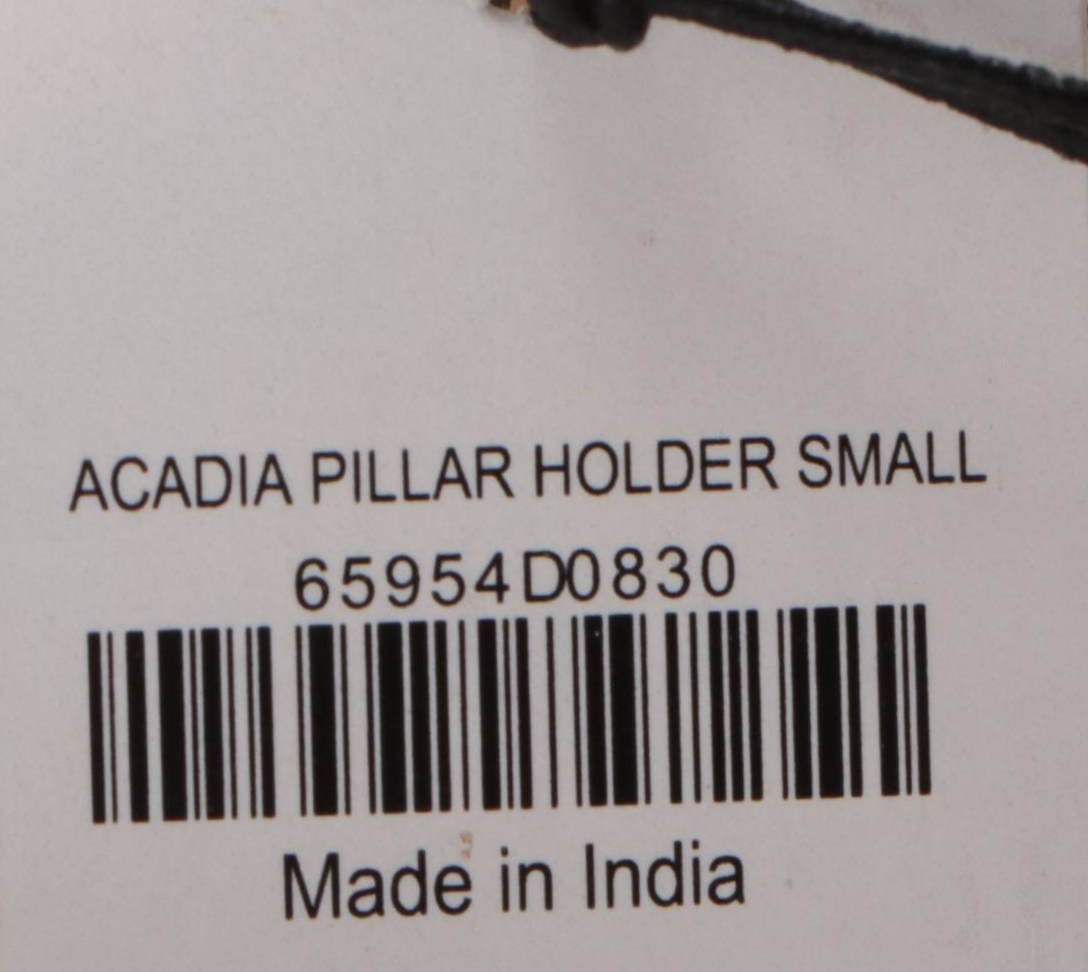 ACADIA PILLAR HOLDER SMALL
65954D0830
Made in India